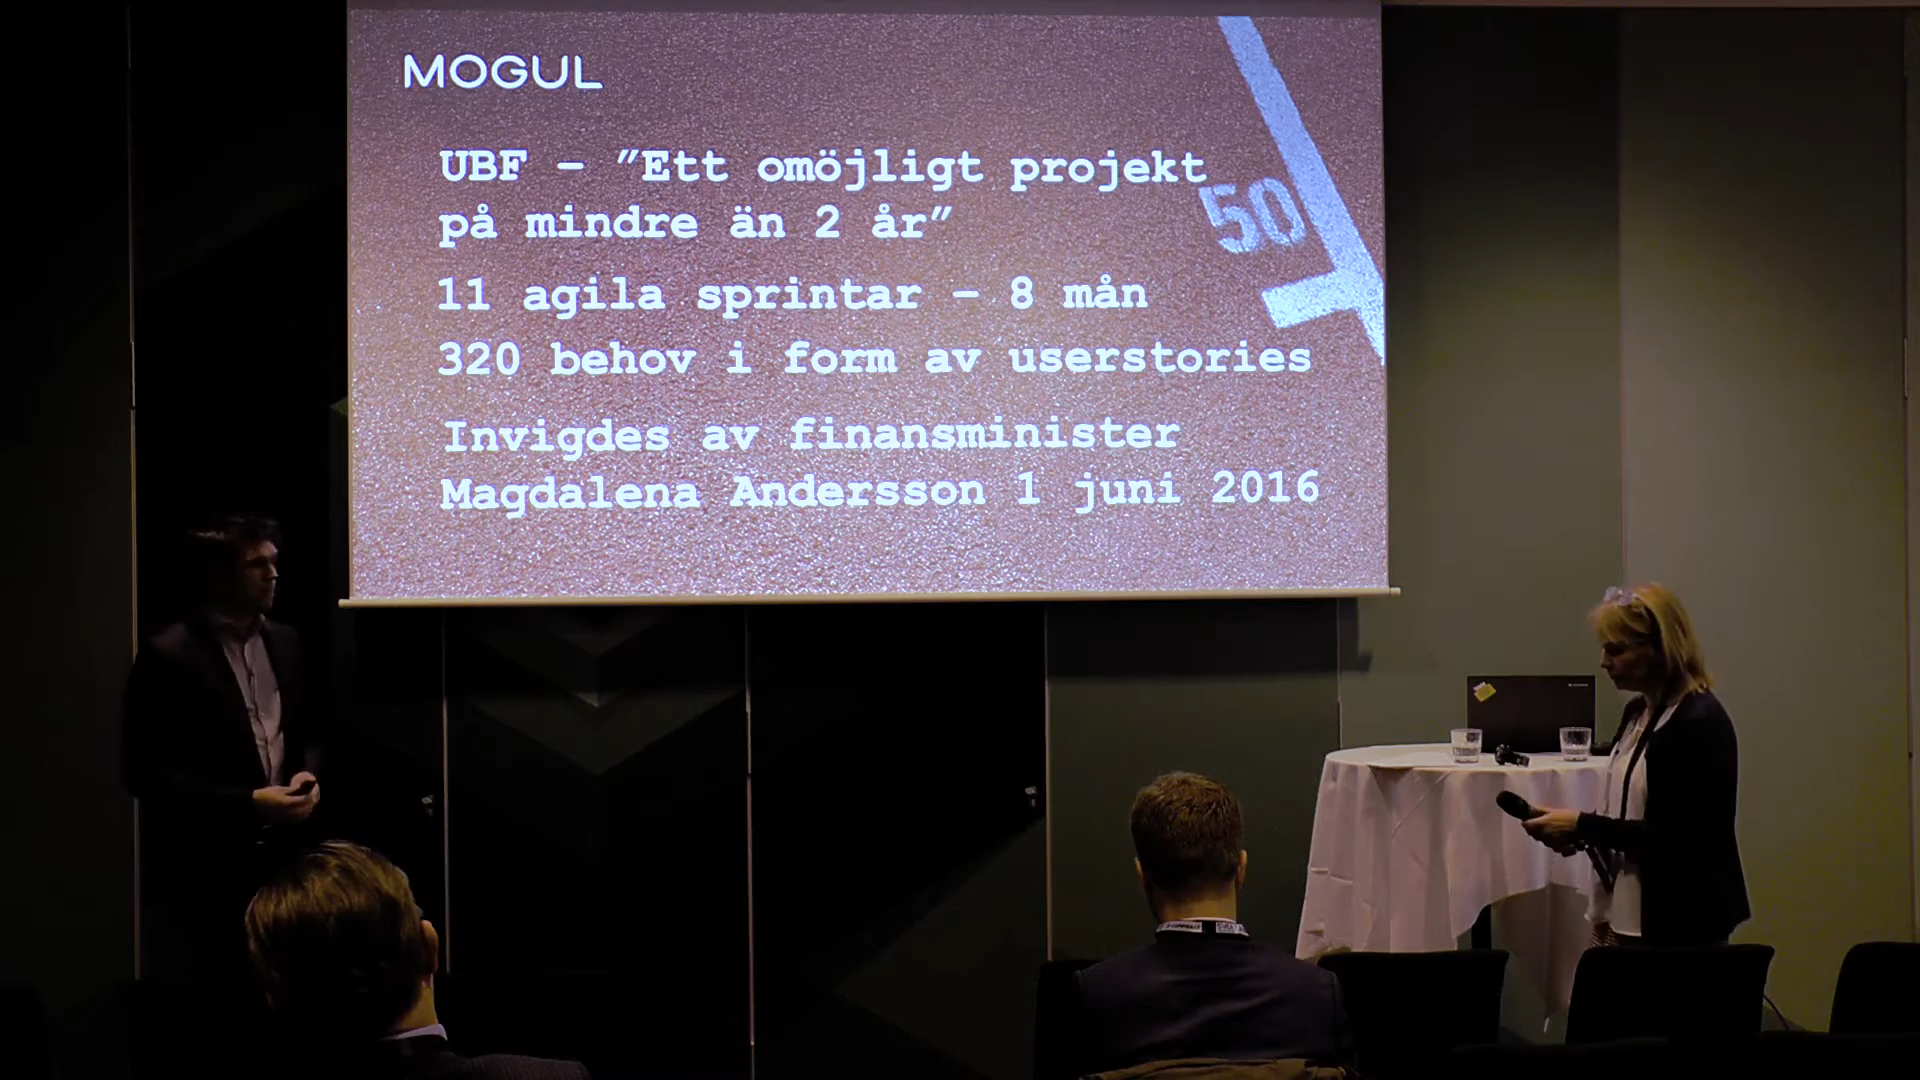 MOGUL
UBF – ”Ett omöjligt projekt
på mindre än 2 år”
50
11 agila sprintar – 8 mån
320 behov i form av userstories
Invigdes av finansminister
Magdalena Andersson 1 juni 2016